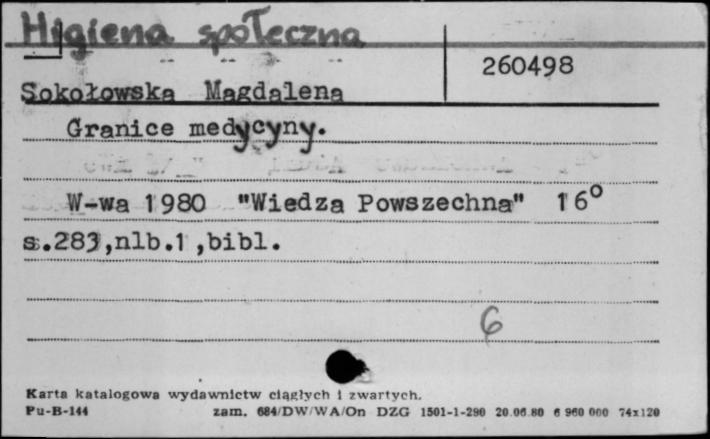 Higiena społeczna
260498
Sokołowska Magdalena
Granice medycyny.
W-wa 1980 "Wiedza Powszechna" 16°
s.283,nlb.1,bibl.
6
Karta katalogowa wydawnictw ciągłych i zwartych.
Pu-B-144 zam. 684/DW/WA/On DZG 1501-1-290 20.06.80 6 960 000 74x120